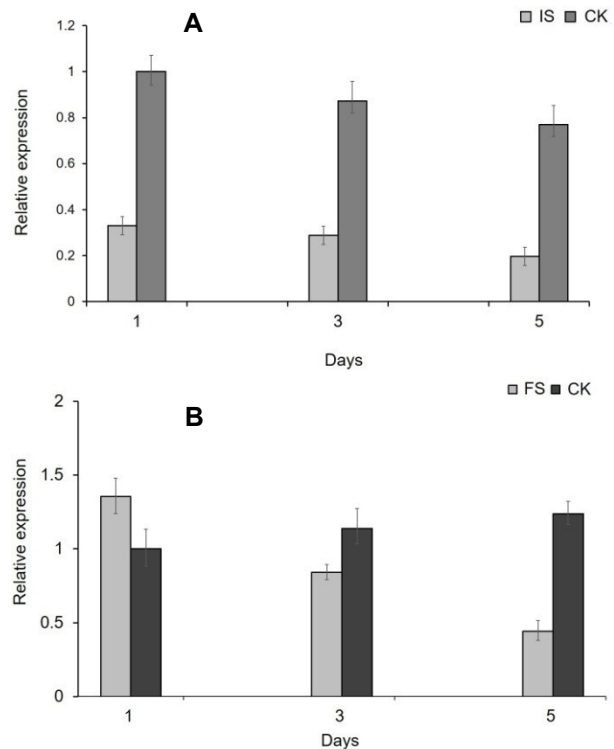 A
IS CK
Relative expression
1.2
1
0.8
0.6
0.4
0.2
0
1 3 5
Days
B
FS CK
Relative expression
2
1.5
1
0.5
0
1 3 5
Days